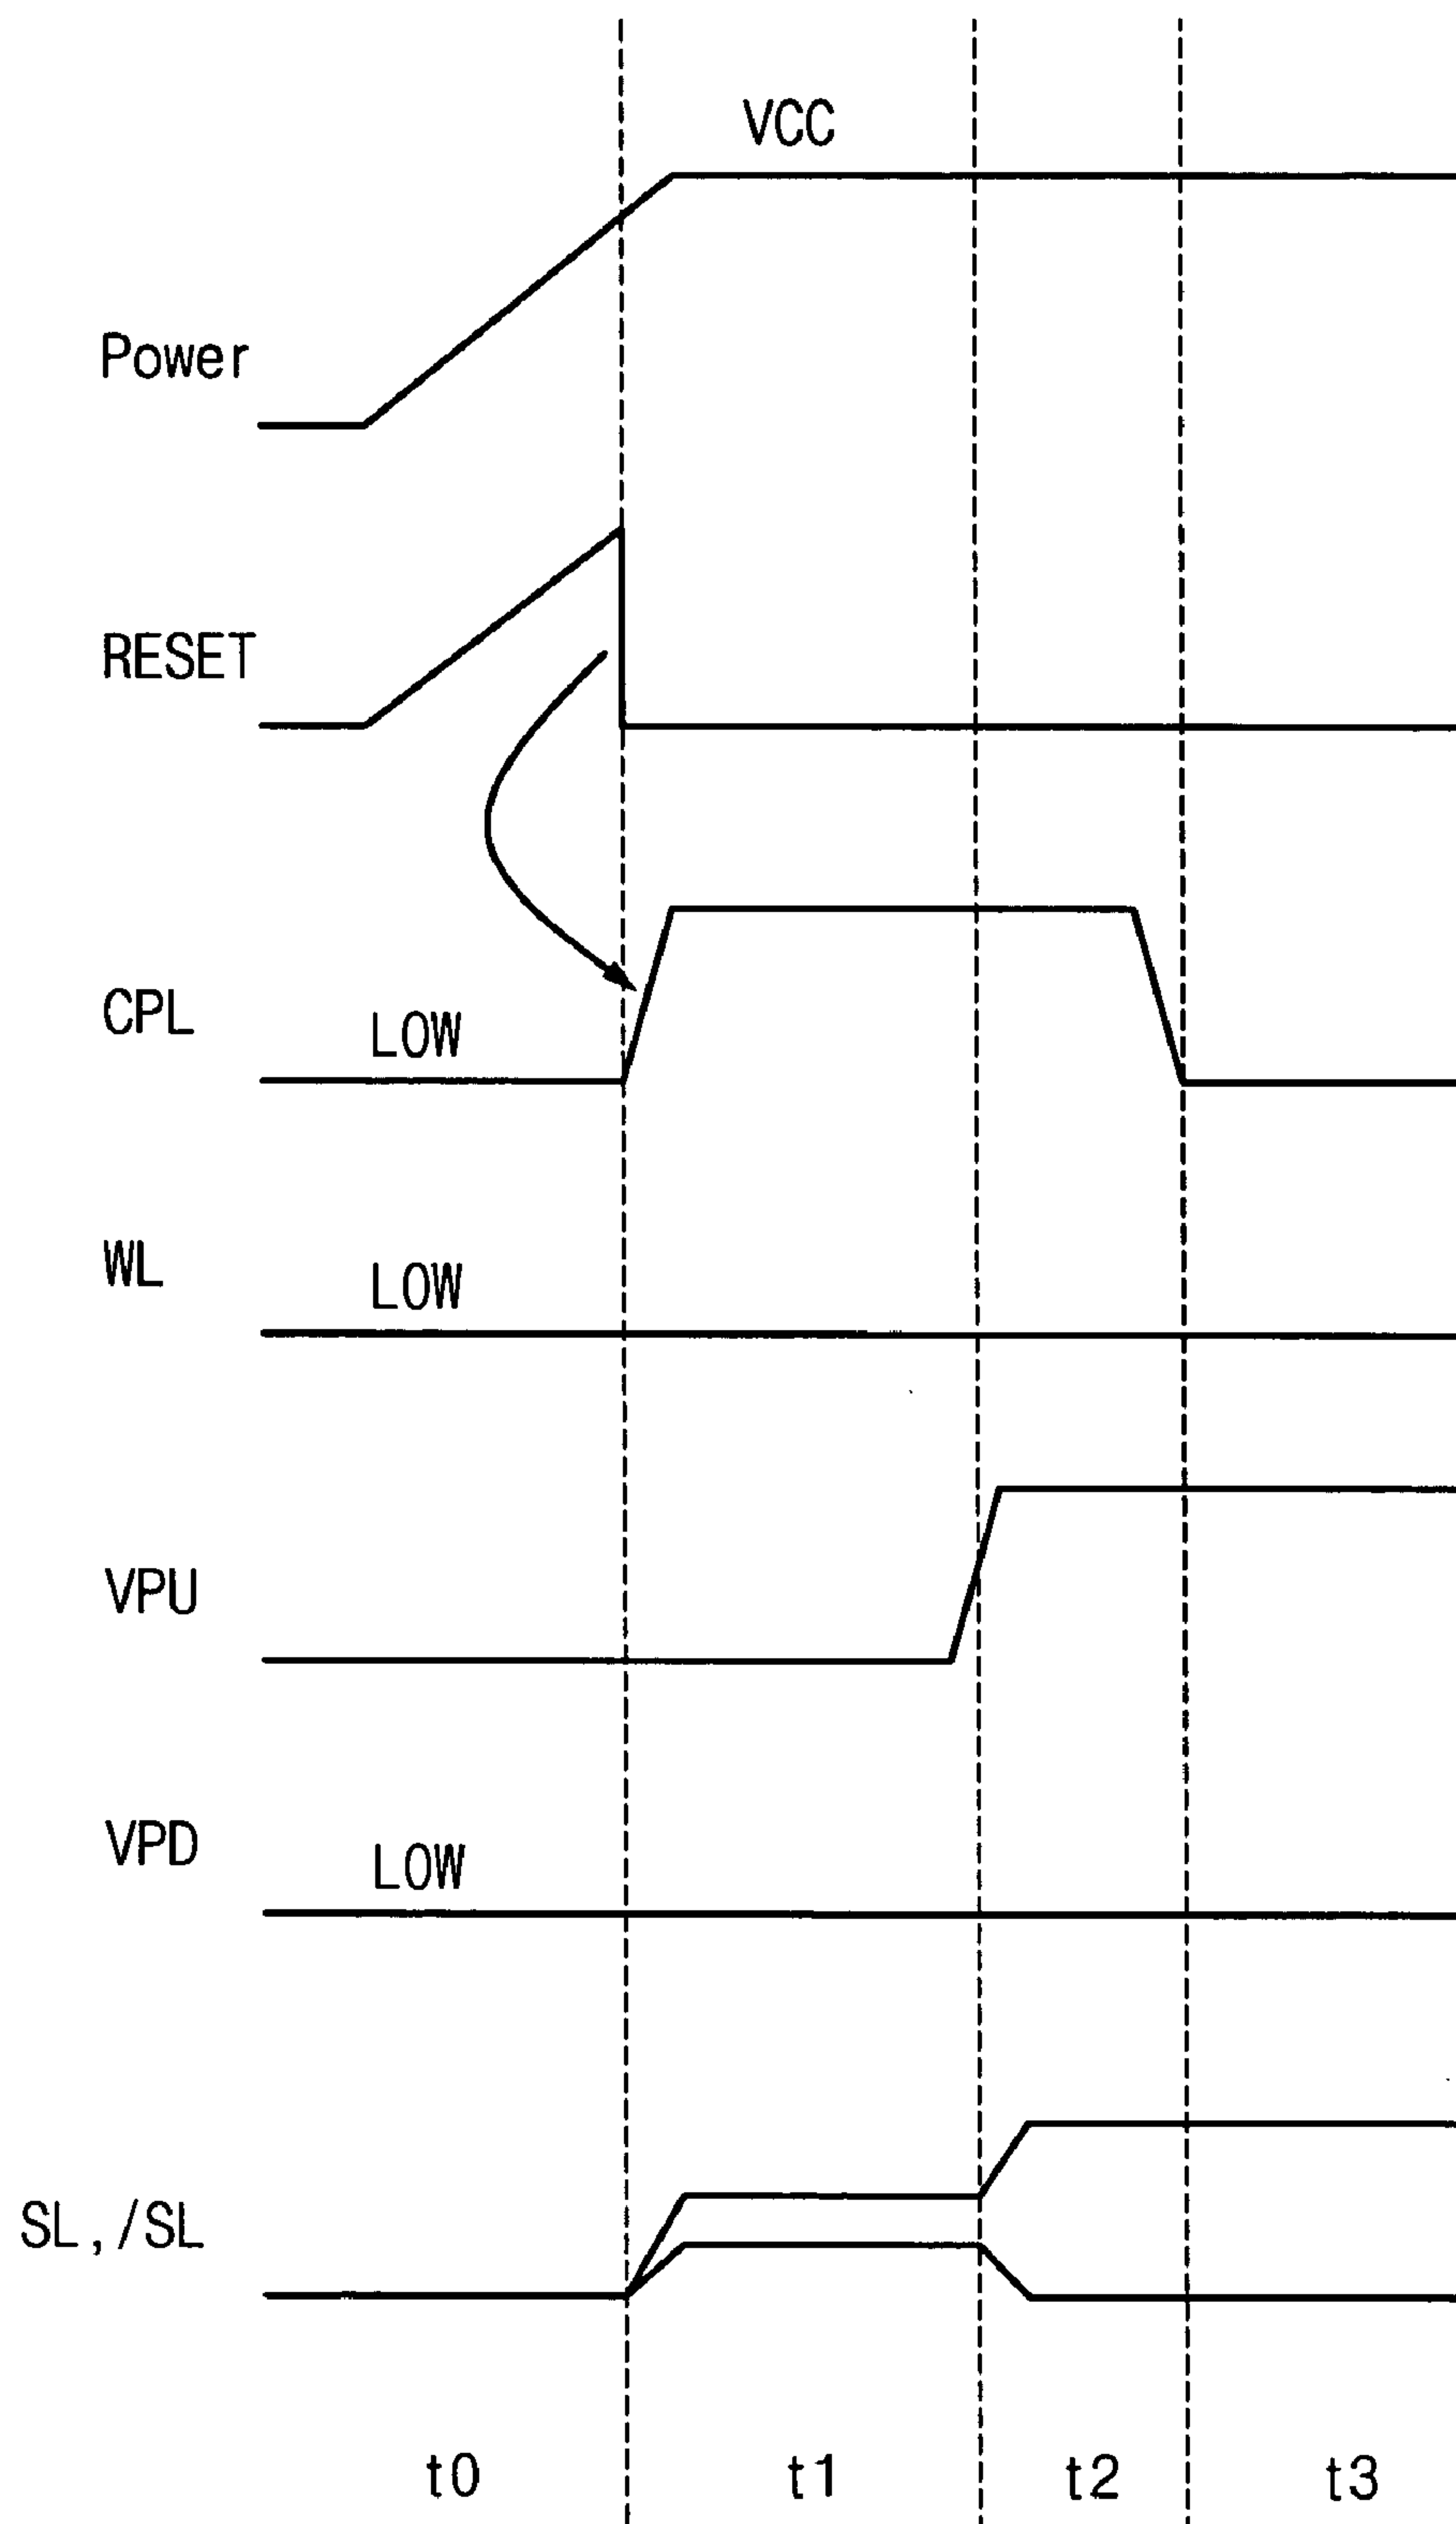 VCC
Power
RESET
CPL
LOW
WL
LOW
VPU
VPD
LOW
SL,/SL
t0 t1 t2 t3